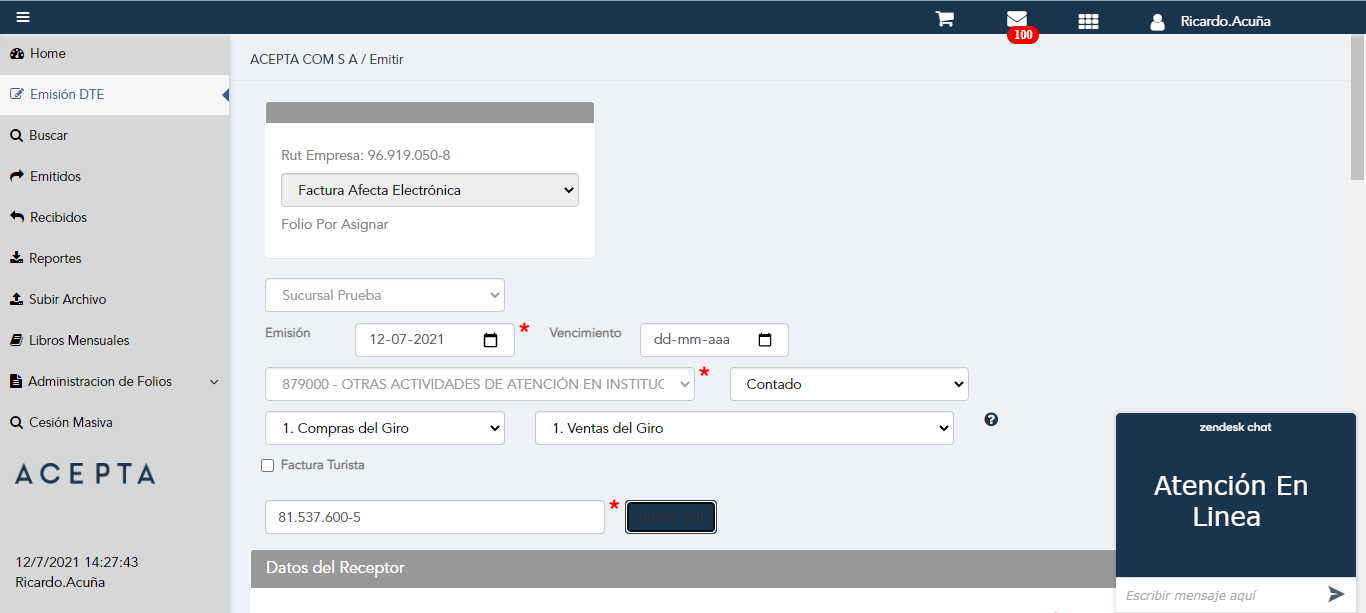 Ricardo.Acuña
100
Home
Emisión DTE
Buscar
Emitidos
Recibidos
Reportes
Subir Archivo
Libros Mensuales
Administracion de Folios
Cesión Masiva
ACEPTA
12/7/2021 14:27:43
Ricardo.Acuña
ACEPTA COM S A / Emitir
Rut Empresa: 96.919.050-8
Factura Afecta Electrónica
Folio Por Asignar
Sucursal Prueba
Emisión 12-07-2021 * Vencimiento dd-mm-aaa
879000 - OTRAS ACTIVIDADES DE ATENCIÓN EN INSTITUC * Contado
1. Compras del Giro 1. Ventas del Giro ?
Factura Turista
81.537.600-5 *
Datos del Receptor
zendesk chat
Atención En
Linea
Escribir mensaje aquí